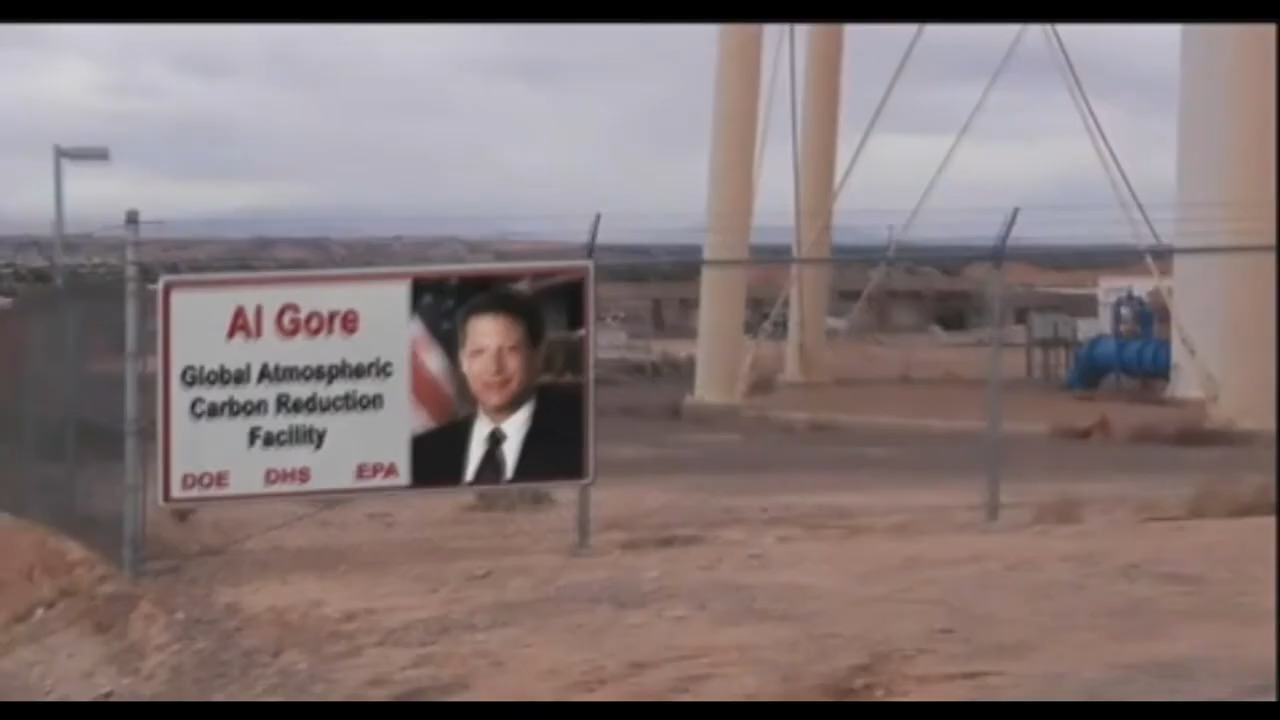 Al Gore
Global Atmospheric
Carbon Reduction
Facility
DOE DHS EPA